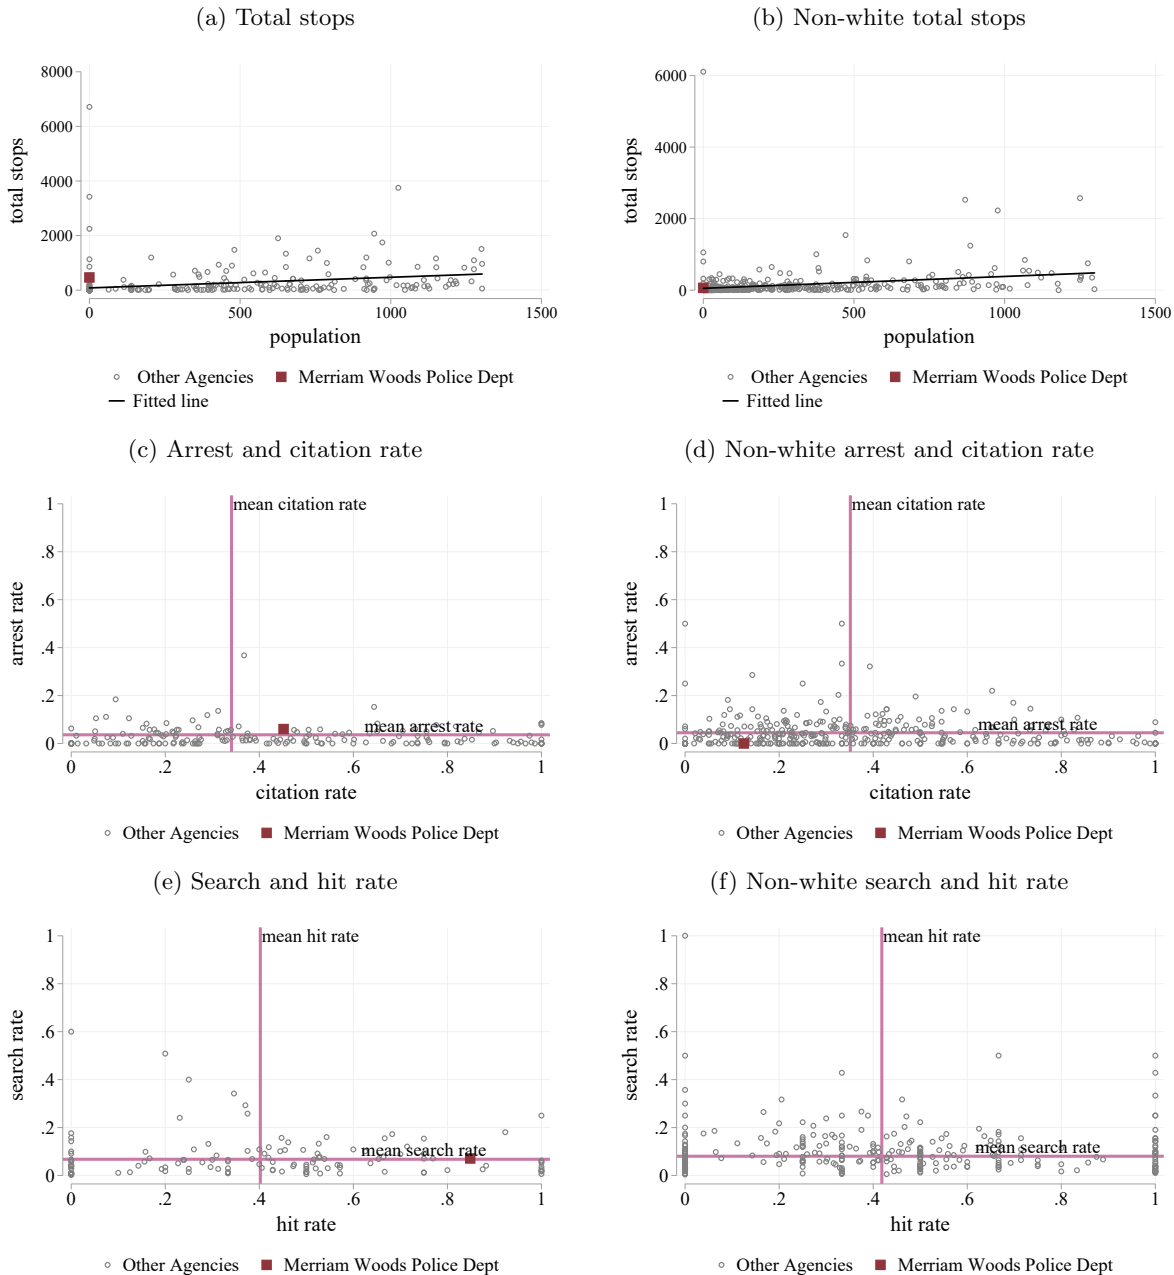 (a) Total stops
(b) Non-white total stops
8000
6000
4000
2000
0
total stops
0
500
1000
1500
population
Other Agencies
Merriam Woods Police Dept
Fitted line
6000
4000
2000
0
total stops
0
500
1000
1500
population
Other Agencies
Merriam Woods Police Dept
Fitted line
(c) Arrest and citation rate
(d) Non-white arrest and citation rate
1
.8
.6
.4
.2
0
arrest rate
mean citation rate
mean arrest rate
0
.2
.4
.6
.8
1
citation rate
Other Agencies
Merriam Woods Police Dept
1
.8
.6
.4
.2
0
arrest rate
mean citation rate
mean arrest rate
0
.2
.4
.6
.8
1
citation rate
Other Agencies
Merriam Woods Police Dept
(e) Search and hit rate
(f) Non-white search and hit rate
1
.8
.6
.4
.2
0
search rate
mean hit rate
mean search rate
0
.2
.4
.6
.8
1
hit rate
Other Agencies
Merriam Woods Police Dept
1
.8
.6
.4
.2
0
search rate
mean hit rate
mean search rate
0
.2
.4
.6
.8
1
hit rate
Other Agencies
Merriam Woods Police Dept